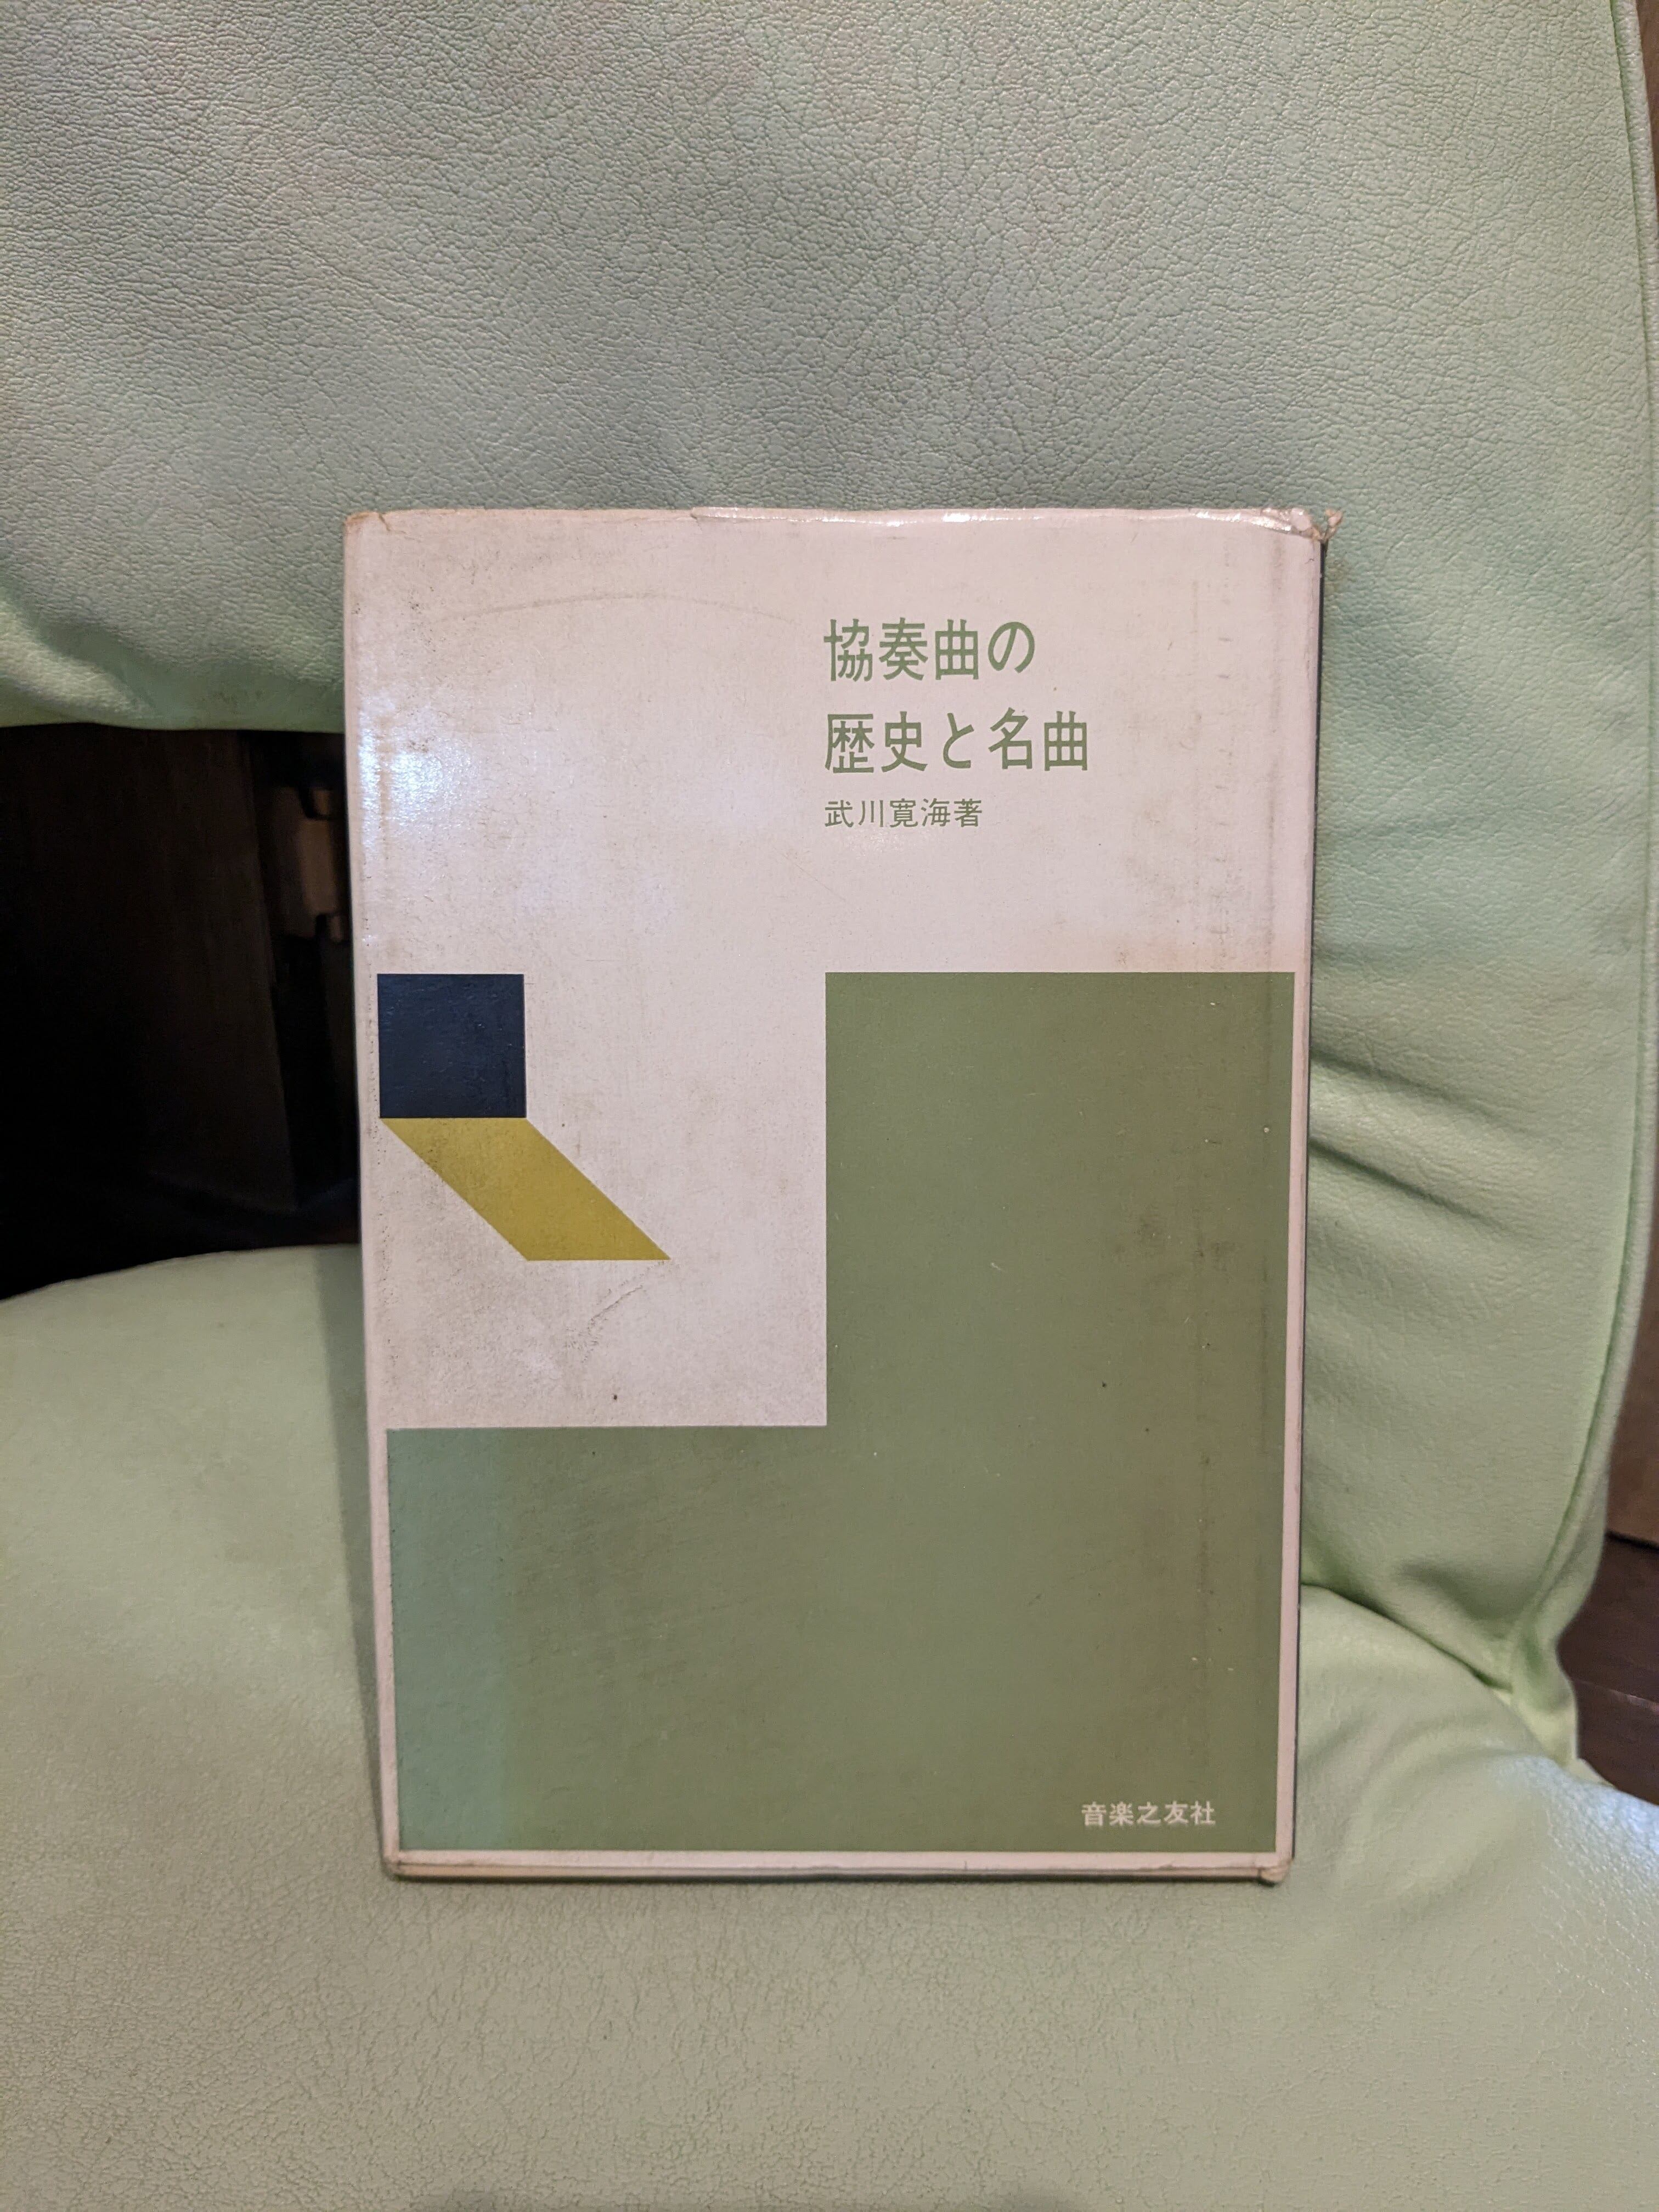 協奏曲の
歴史と名曲
武川寛海著
音楽之友社